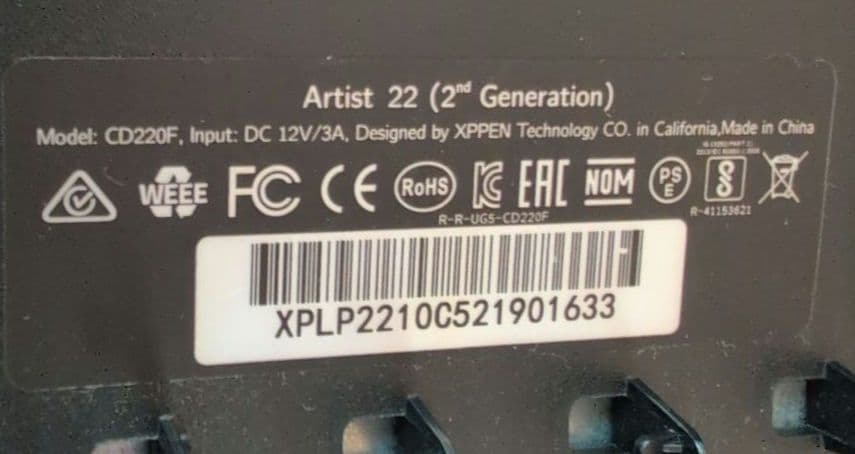 Artist 22 (2nd Generation)
Model: CD220F, Input: DC 12V/3A, Designed by XPPEN Technology CO. in California,Made in China
WEEE FC CE RoHS EAC NOM PS E
R-R-UG5-CD220F
R-41153621
XPLP2210C521901633